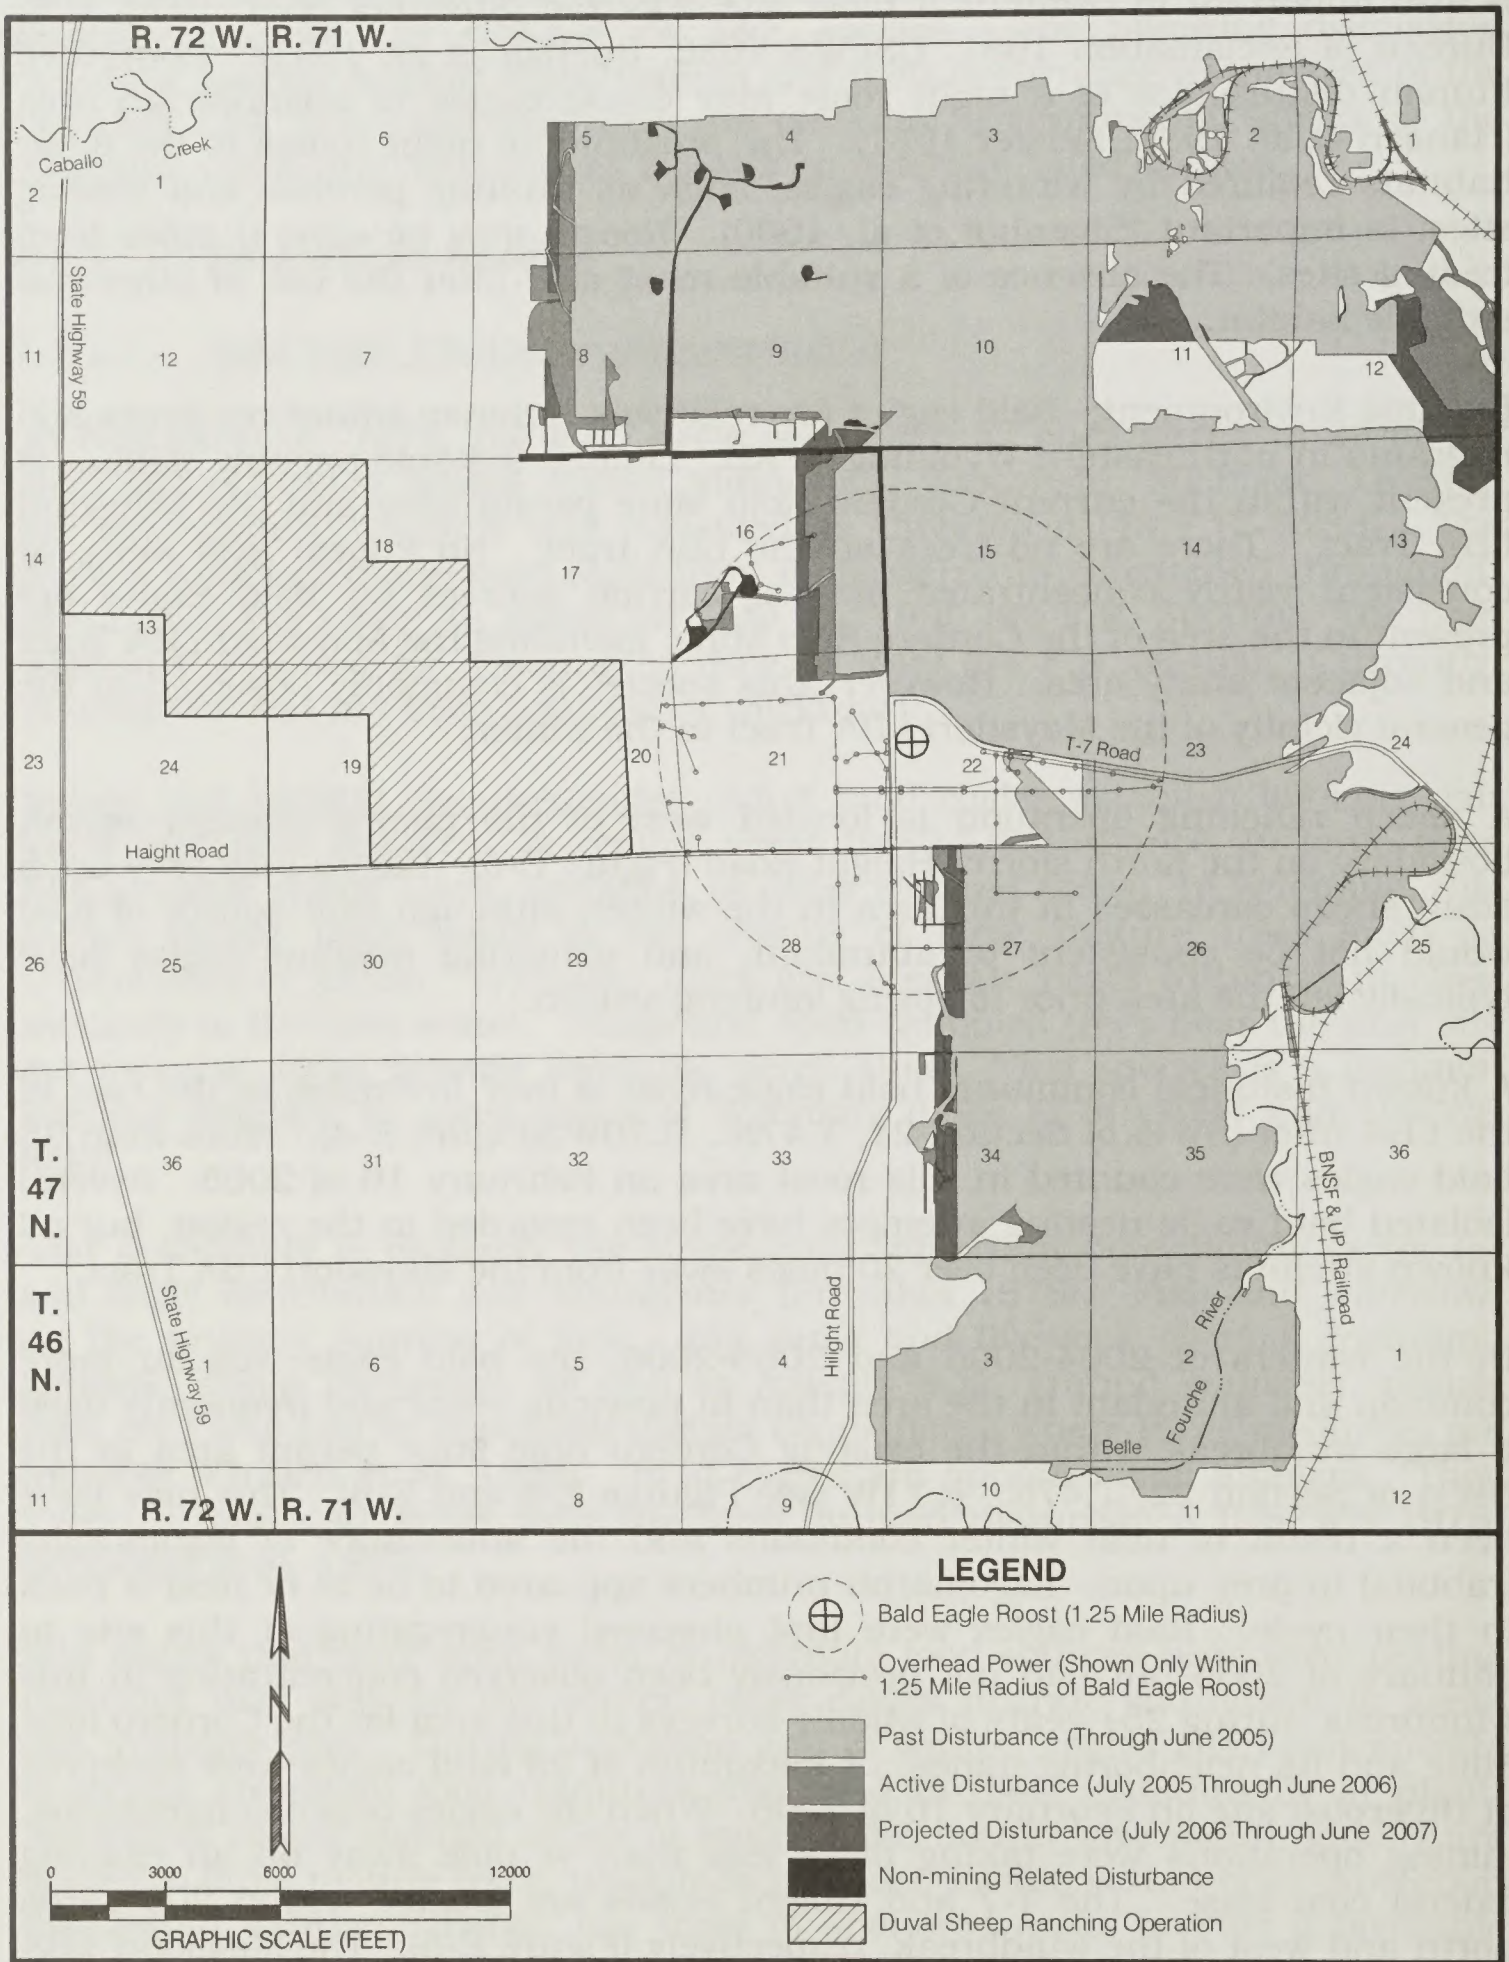 R. 72 W. R. 71 W.
6 5 4 3 2 1
Caballo Creek
2 1
State Highway 59
11 12 7 8 9 10 11 12
14 18 17 16 15 14 13
13
23 24 19 20 21 22 23 24
T-7 Road
Haight Road
26 25 30 29 28 27 26 25
T.
47
N.
36 31 32 33 34 35 36
BNSF & UP Railroad
T.
46
N.
State Highway 59
1 6 5 4 3 2 1
Hilight Road
Belle Fourche River
11 8 9 10 11 12
R. 72 W. R. 71 W.
LEGEND
Bald Eagle Roost (1.25 Mile Radius)
Overhead Power (Shown Only Within
1.25 Mile Radius of Bald Eagle Roost)
Past Disturbance (Through June 2005)
Active Disturbance (July 2005 Through June 2006)
Projected Disturbance (July 2006 Through June 2007)
Non-mining Related Disturbance
Duval Sheep Ranching Operation
N
0 3000 6000 12000
GRAPHIC SCALE (FEET)